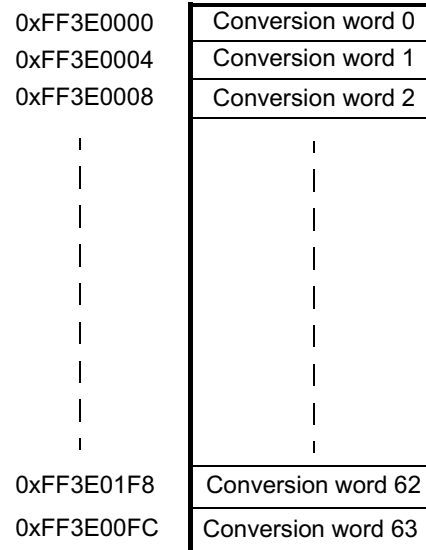 0xFF3E0000 Conversion word 0
0xFF3E0004 Conversion word 1
0xFF3E0008 Conversion word 2
0xFF3E01F8 Conversion word 62
0xFF3E00FC Conversion word 63